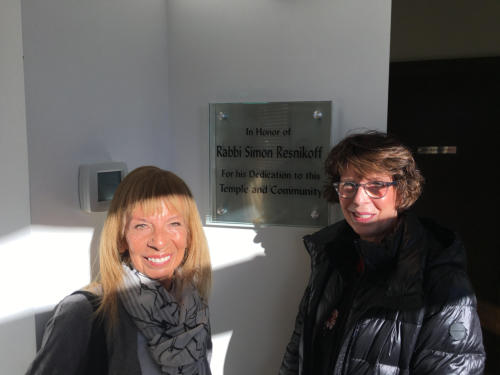 In Honor of
Rabbi Simon Resnikoff
For his Dedication to this
Temple and Community